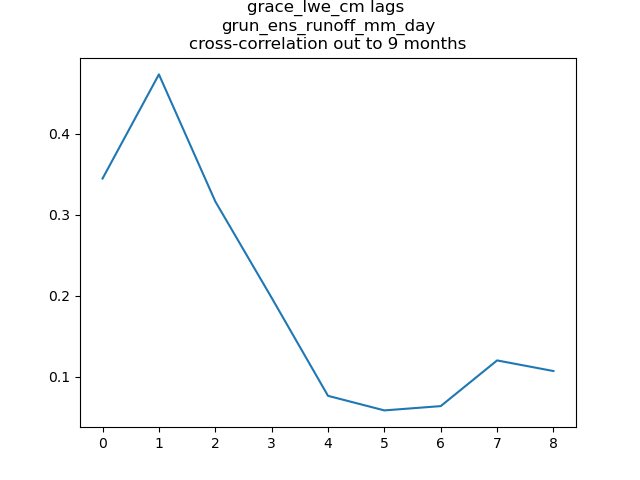 grace_lwe_cm lags
grun_ens_runoff_mm_day
cross-correlation out to 9 months
0.4
0.3
0.2
0.1
0 1 2 3 4 5 6 7 8